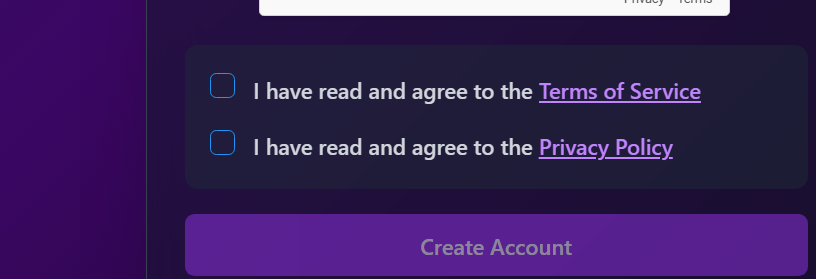 Privacy - Terms
I have read and agree to the Terms of Service
I have read and agree to the Privacy Policy
Create Account